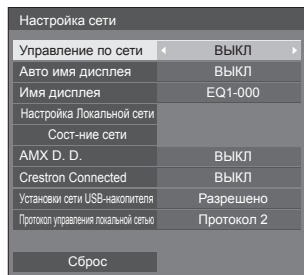 Настройка сети
Управление по сети ВЫКЛ
Авто имя дисплея ВЫКЛ
Имя дисплея EQ1-000
Настройка Локальной сети
Сост-ние сети
AMX D. D. ВЫКЛ
Crestron Connected ВЫКЛ
Установки сети USB-накопителя Разрешено
Протокол управления локальной сетью Протокол 2
Сброс